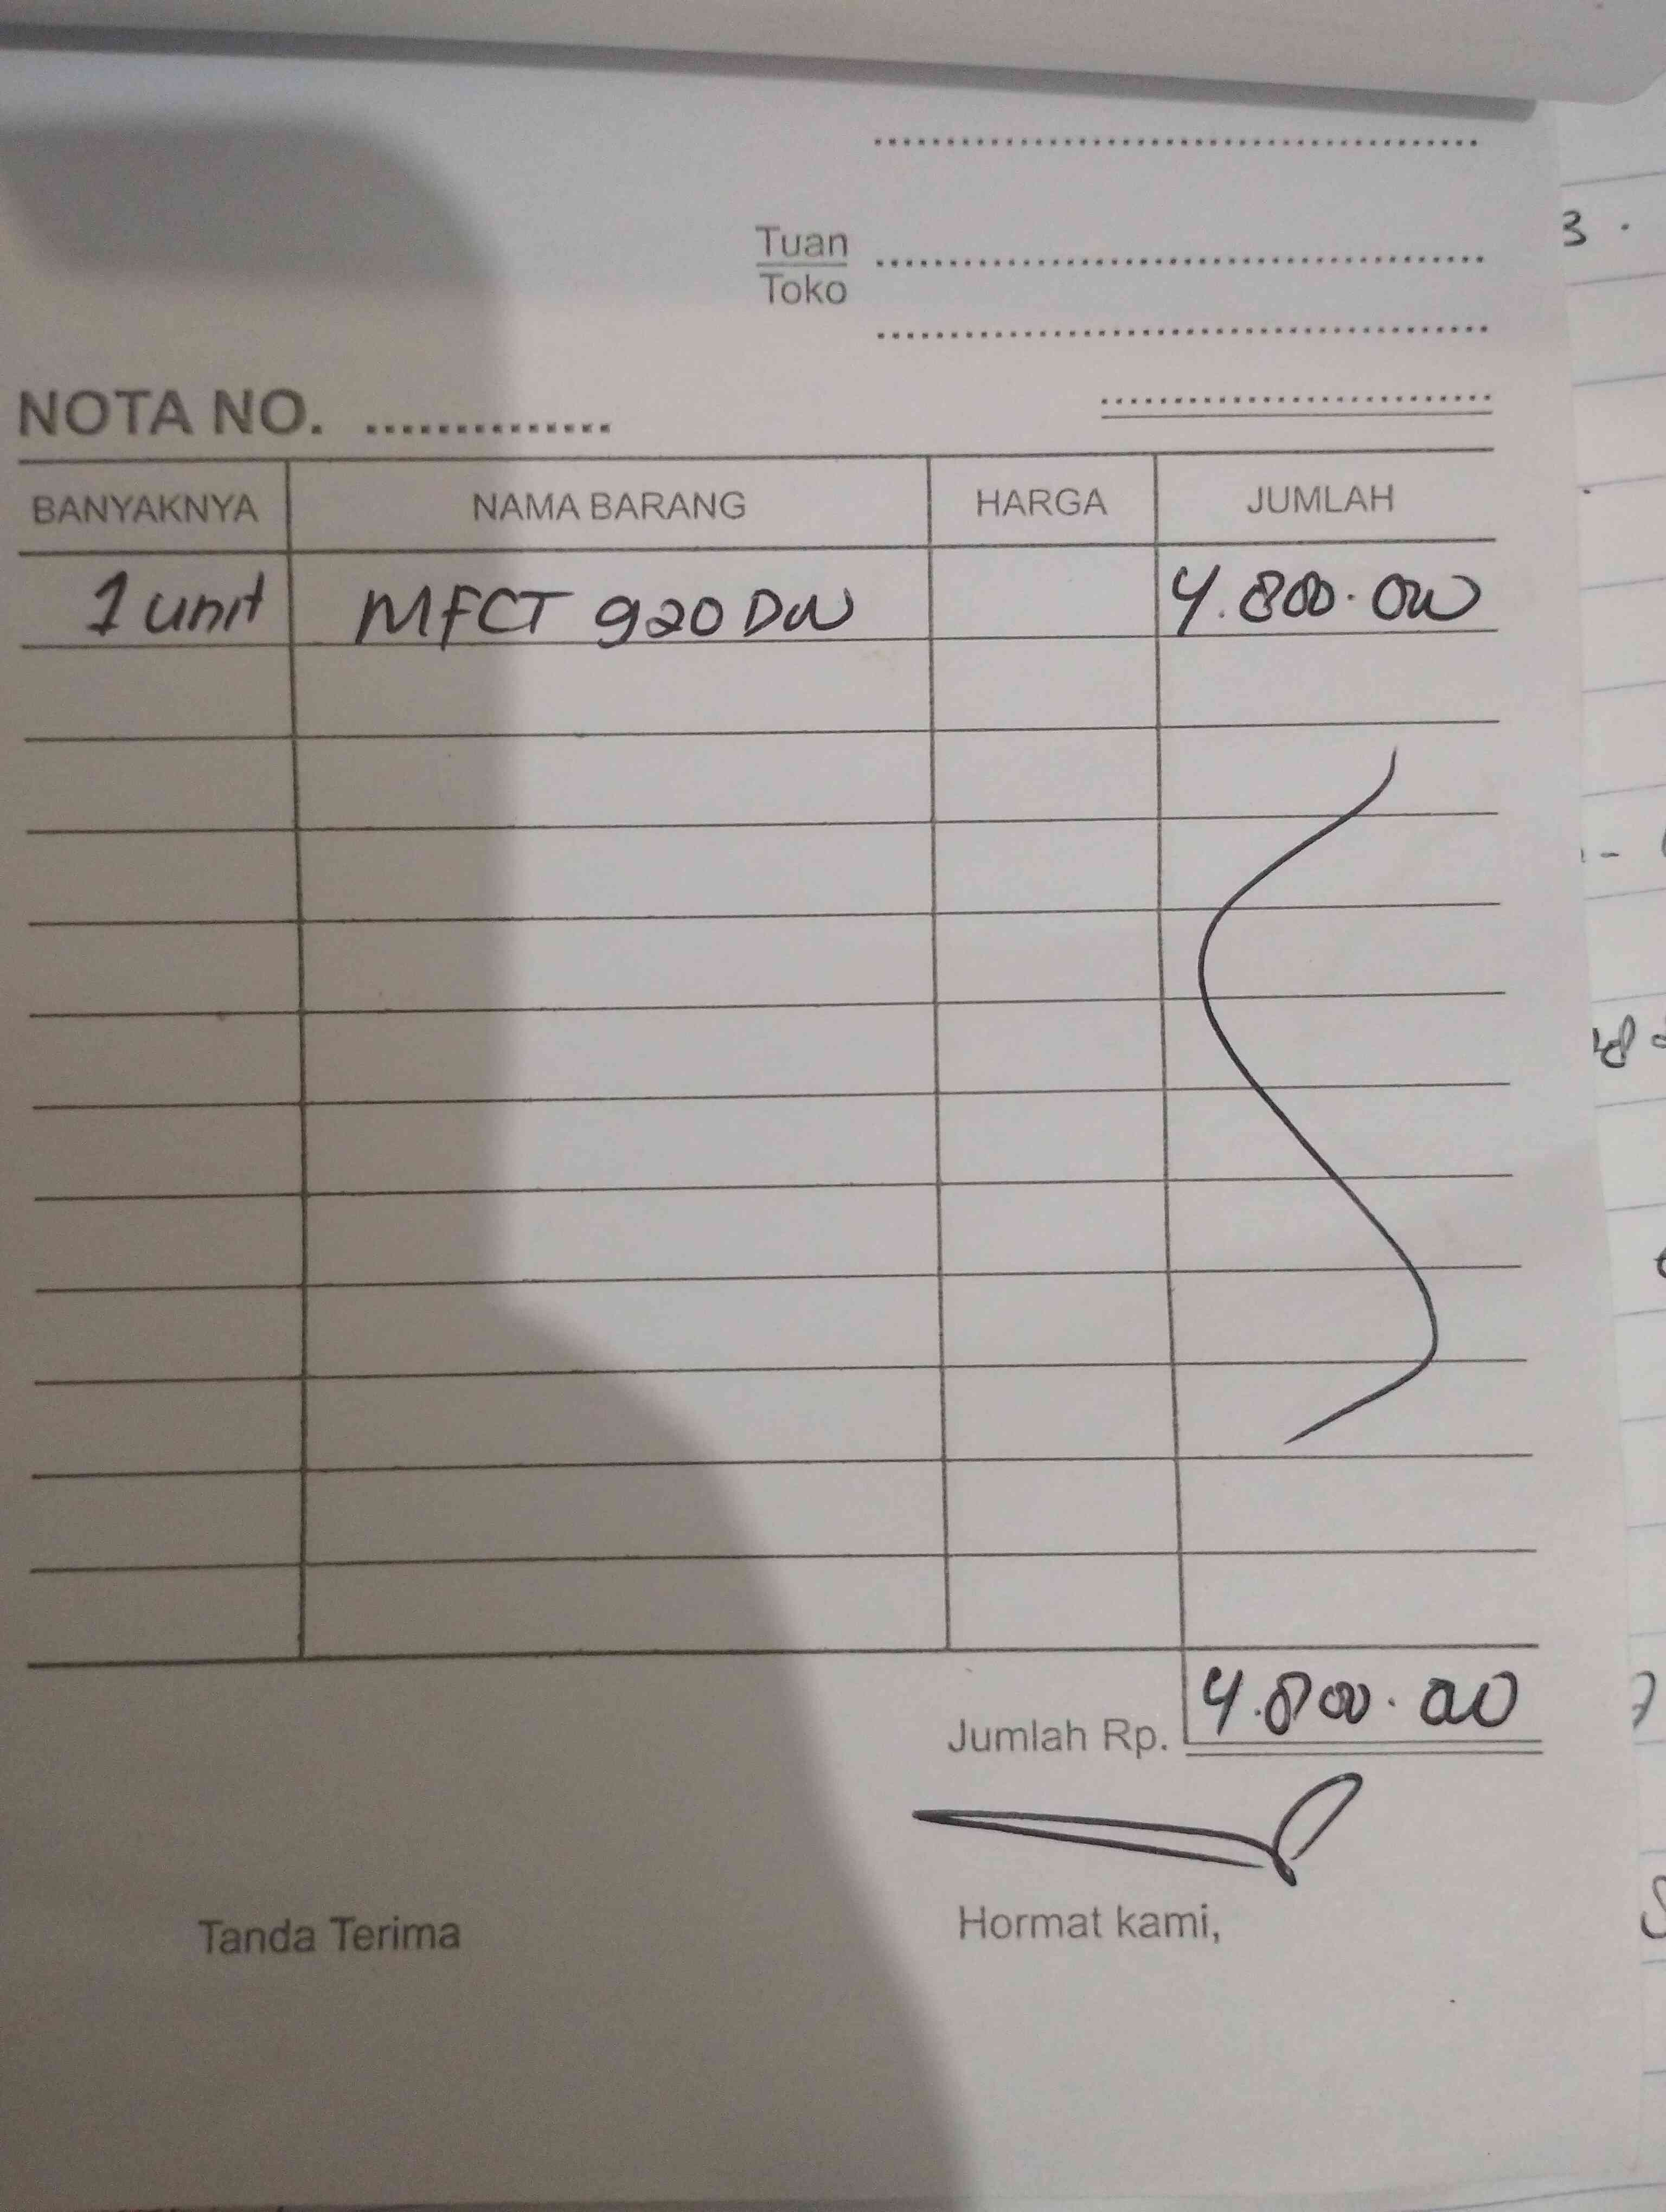 Tuan
Toko
NOTA NO. ..............
BANYAKNYA NAMA BARANG HARGA JUMLAH
1 unit MFCT 920 DW 4.800.000
Jumlah Rp. 4.800.000
Tanda Terima Hormat kami,
3.